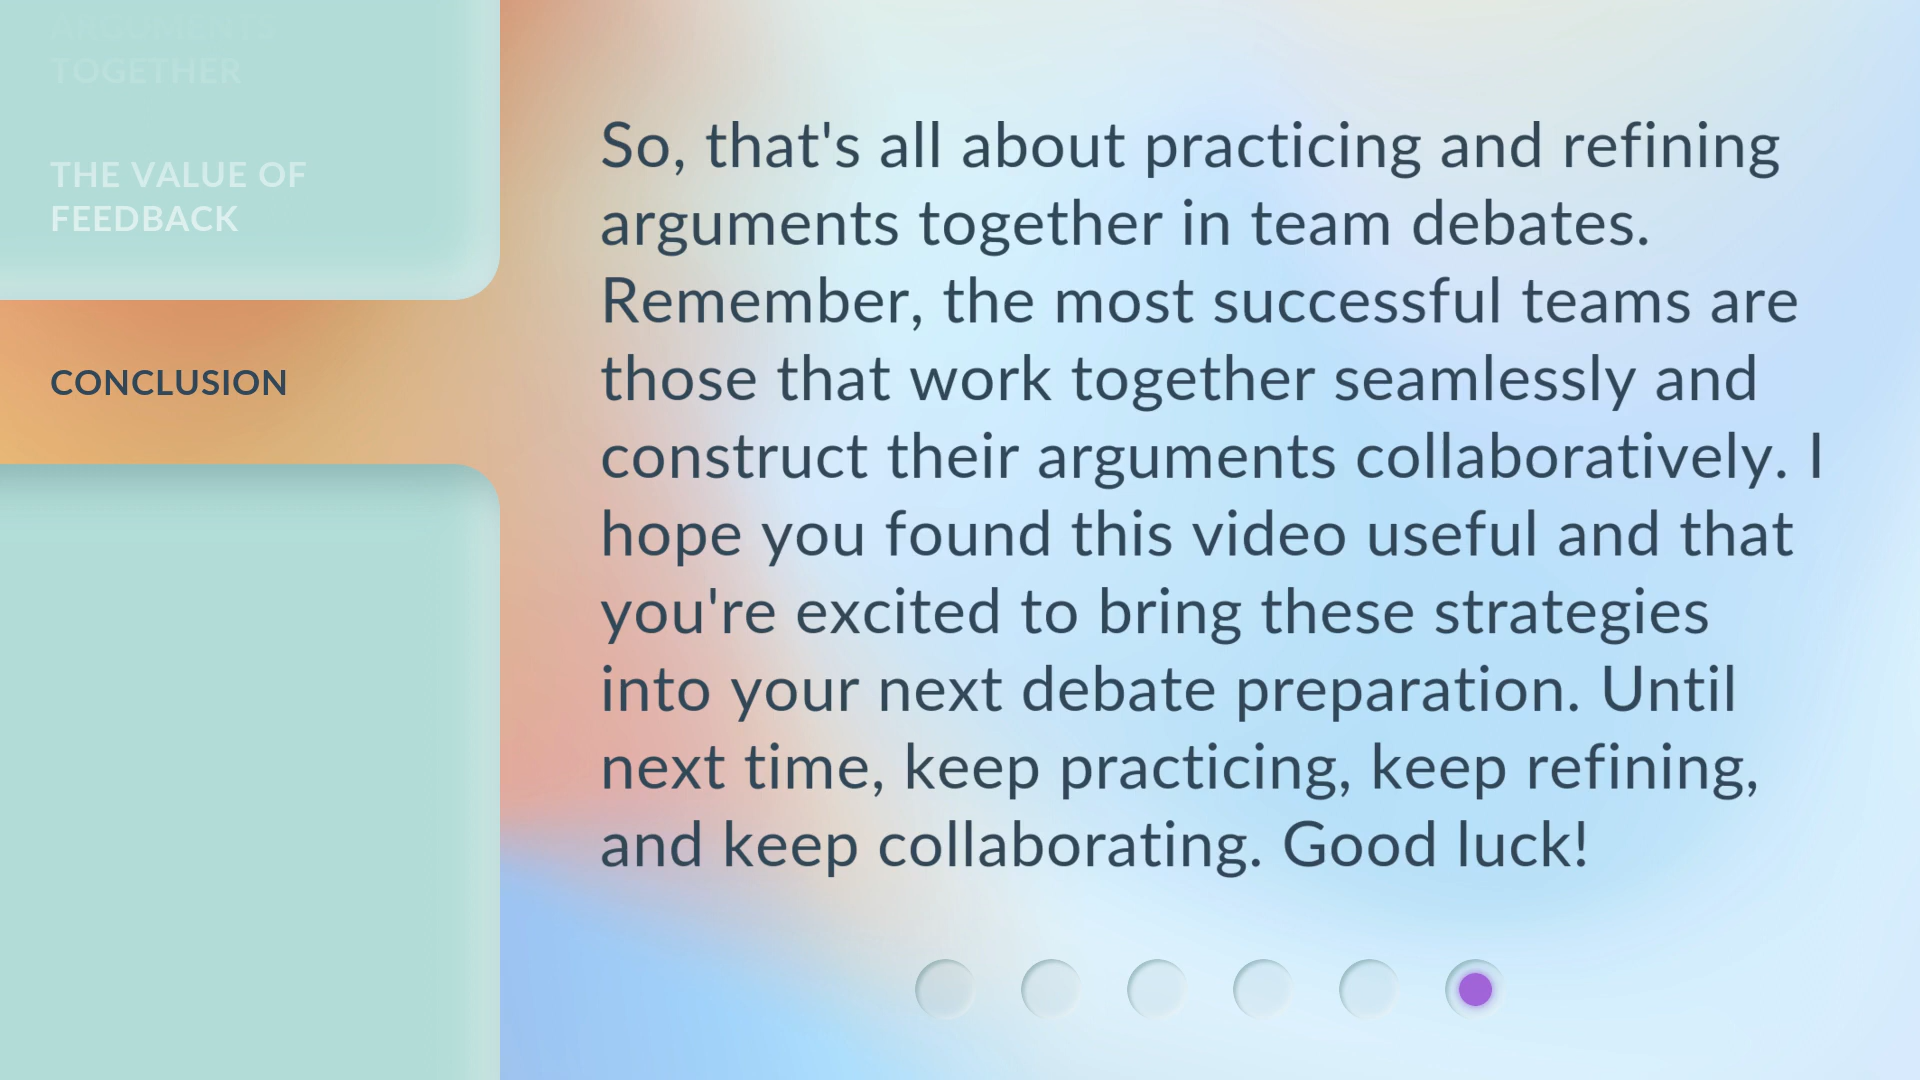 ARGUMENTS
TOGETHER
THE VALUE OF
FEEDBACK
CONCLUSION
So, that's all about practicing and refining
arguments together in team debates.
Remember, the most successful teams are
those that work together seamlessly and
construct their arguments collaboratively. I
hope you found this video useful and that
you're excited to bring these strategies
into your next debate preparation. Until
next time, keep practicing, keep refining,
and keep collaborating. Good luck!